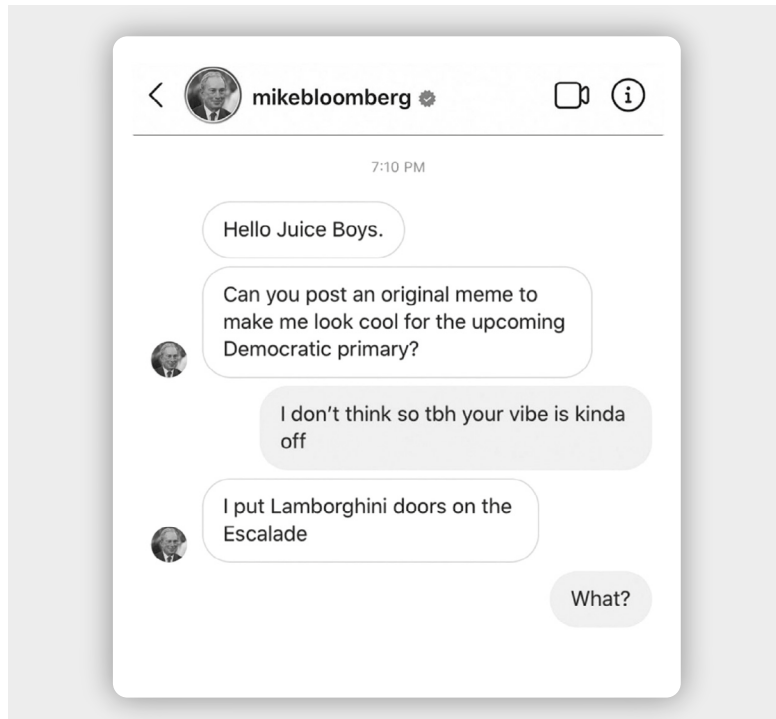 mikebloomberg
7:10 PM
Hello Juice Boys.
Can you post an original meme to
make me look cool for the upcoming
Democratic primary?
I don’t think so tbh your vibe is kinda
off
I put Lamborghini doors on the
Escalade
What?